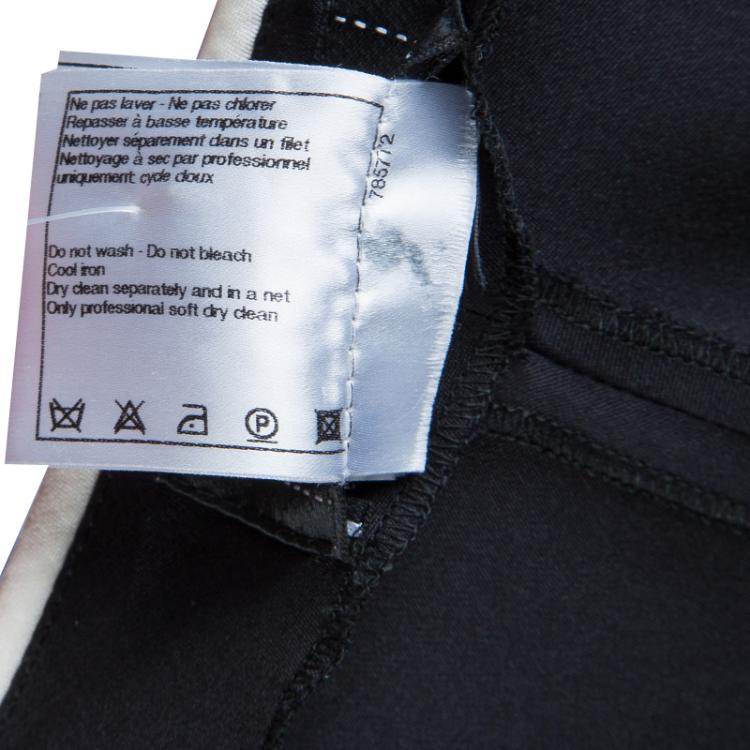 Ne pas laver - Ne pas chlorer
Repasser à basse température
Nettoyer séparement dans un filet
Nettoyage à sec par professionnel
uniquement cycle doux
785772
Do not wash - Do not bleach
Cool iron
Dry clean separately and in a net
Only professional soft dry clean
P